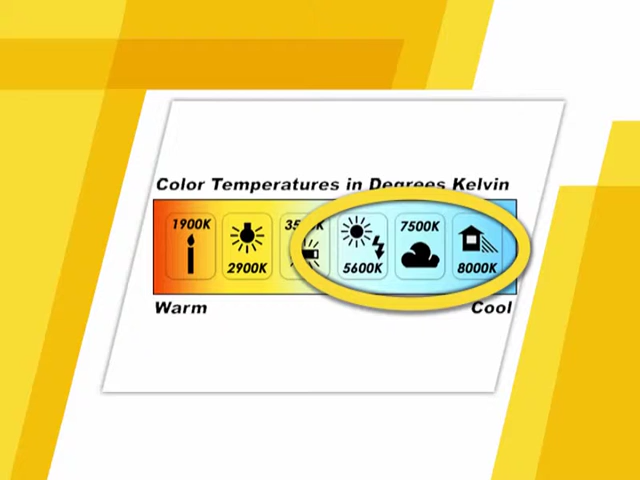 Color Temperatures in Degrees Kelvin
1900K
2900K
5600K
7500K
8000K
Warm
Cool